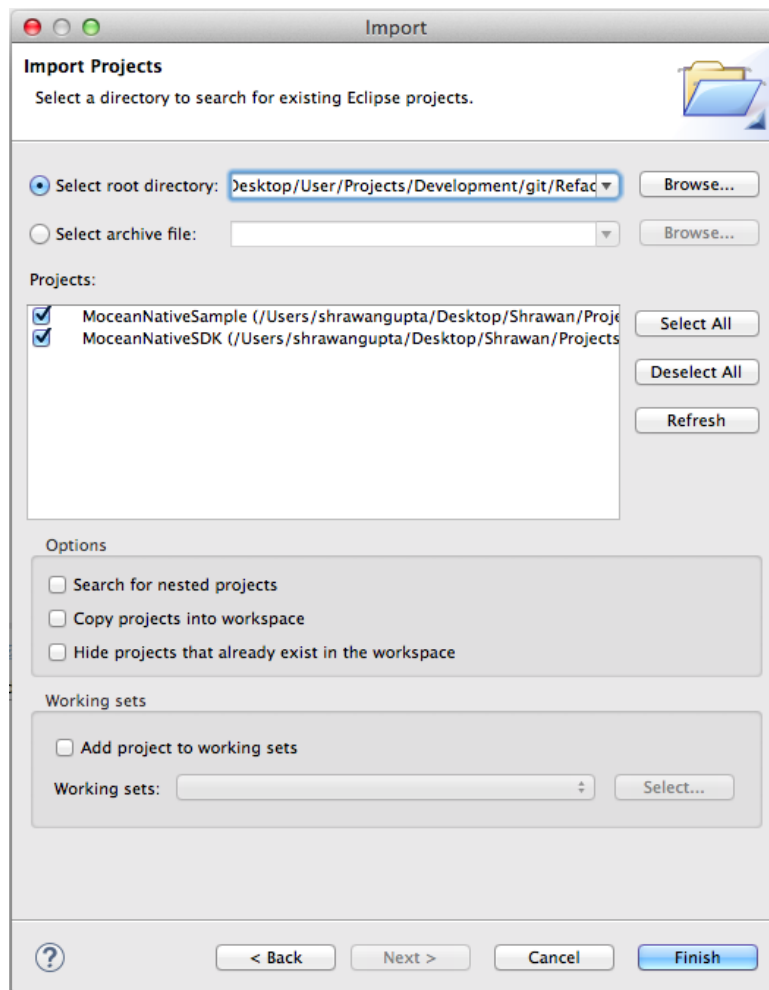 Import
Import Projects
Select a directory to search for existing Eclipse projects.
Select root directory: Desktop/User/Projects/Development/git/Refac Browse...
Select archive file: Browse...
Projects:
MoceanNativeSample (/Users/shrawangupta/Desktop/Shrawan/Proje
MoceanNativeSDK (/Users/shrawangupta/Desktop/Shrawan/Projects
Select All
Deselect All
Refresh
Options
Search for nested projects
Copy projects into workspace
Hide projects that already exist in the workspace
Working sets
Add project to working sets
Working sets: Select...
? < Back Next > Cancel Finish